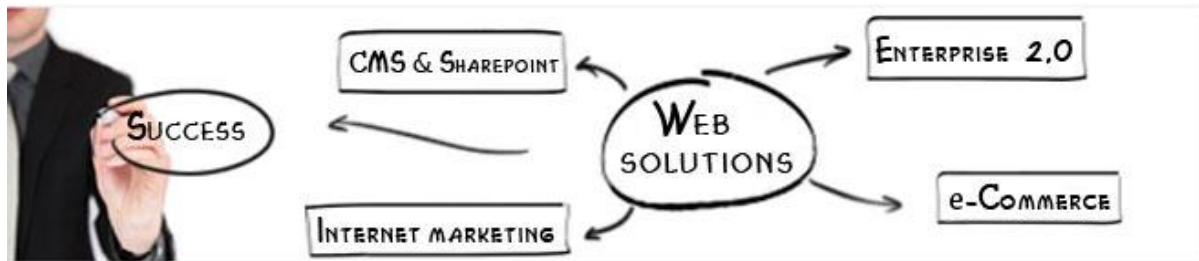 CMS & SHAREPOINT
ENTERPRISE 2.0
SUCCESS
WEB
SOLUTIONS
e-COMMERCE
INTERNET MARKETING